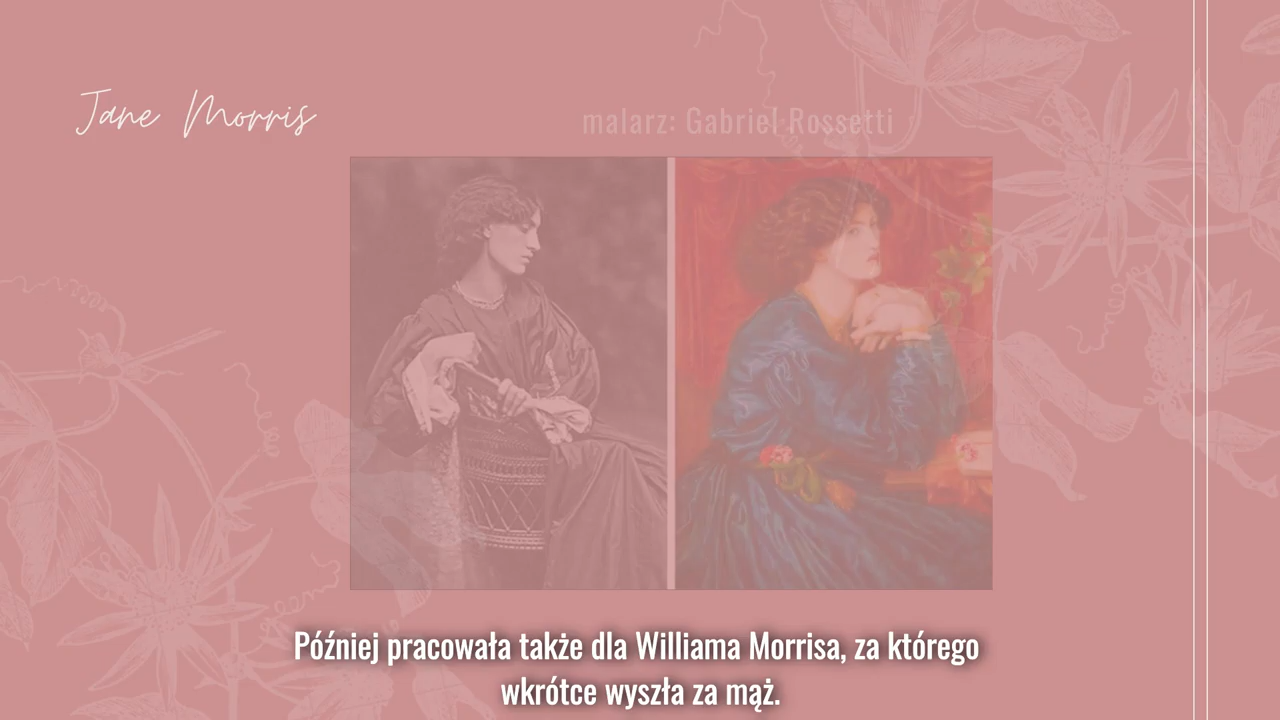 Jane Morris
malarz: Gabriel Rossetti
Później pracowała także dla Williama Morrisa, za którego
wkrótce wyszła za mąż.